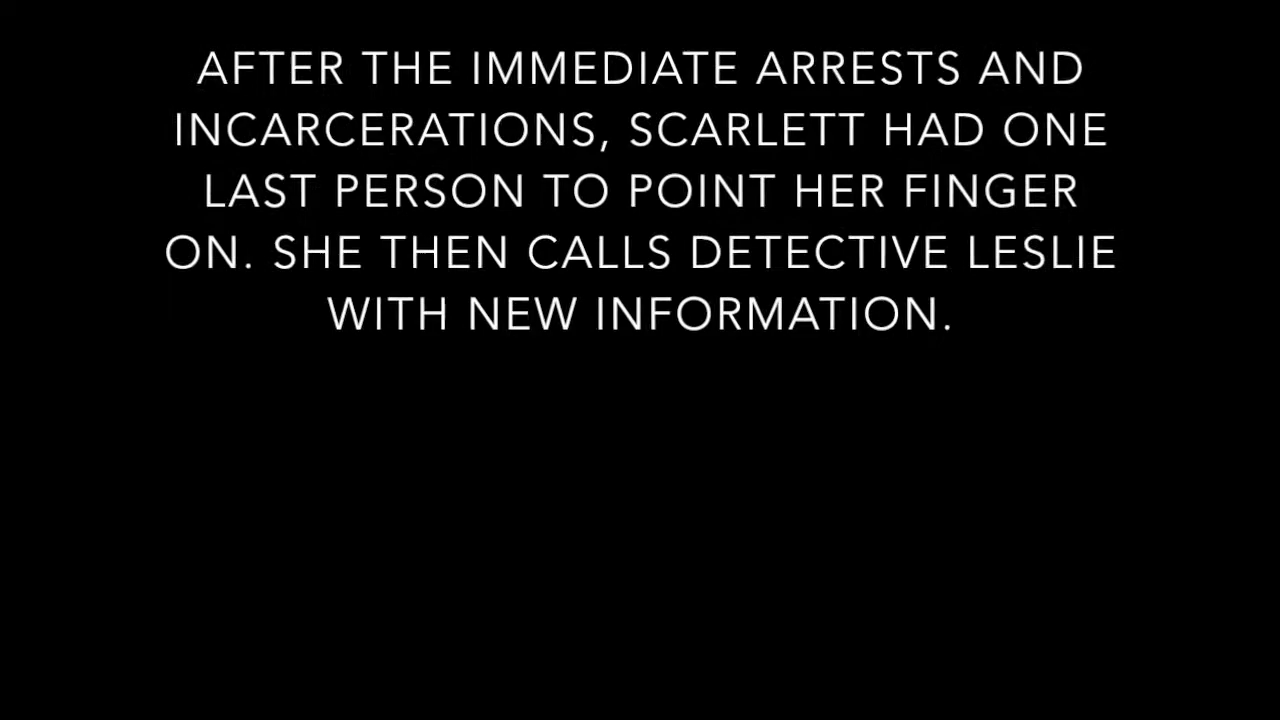 AFTER THE IMMEDIATE ARRESTS AND
INCARCERATIONS, SCARLETT HAD ONE
LAST PERSON TO POINT HER FINGER
ON. SHE THEN CALLS DETECTIVE LESLIE
WITH NEW INFORMATION.